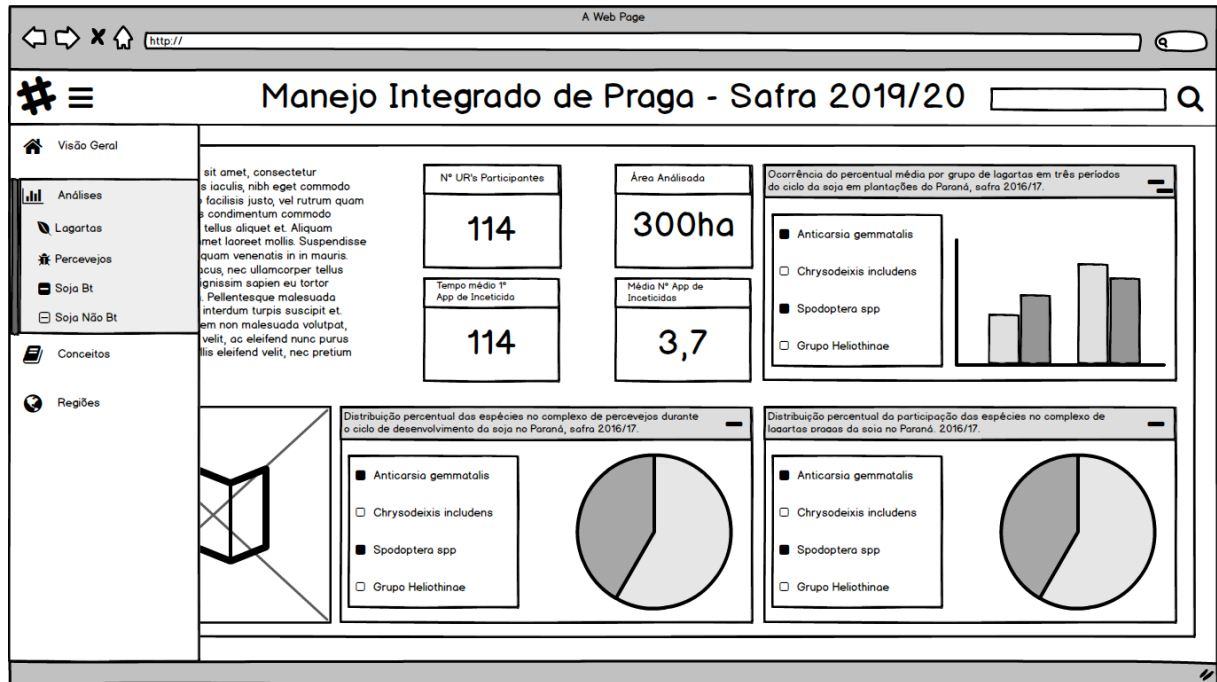 A Web Page
http://
Manejo Integrado de Praga - Safra 2019/20
Visão Geral
Análises
Lagartas
Percevejos
Soja Bt
Soja Não Bt
Conceitos
Regiões
sit amet, consectetur
s iaculis, nibh eget commodo
facilisis justo, vel rutrum quam
s condimentum commodo
tellus aliquet et. Aliquam
met laoreet mollis. Suspendisse
quam venenatis in in mauris.
acus, nec ullamcorper tellus
ignissim sapien eu tortor
. Pellentesque malesuada
interdum turpis suscipit et.
em non malesuada volutpat,
velit, ac eleifend nunc purus
llis eleifend velit, nec pretium
N° UR's Participantes
114
Área Análisada
300ha
Tempo médio 1°
App de Inceticida
114
Média N° App de
Inceticidas
3,7
Ocorrência do percentual média por grupo de lagartas em três períodos
do ciclo da soja em plantações do Paraná, safra 2016/17.
Anticarsia gemmatalis
Chrysodeixis includens
Spodoptera spp
Grupo Heliothinae
Distribuição percentual das espécies no complexo de percevejos durante
o ciclo de desenvolvimento da soja no Paraná, safra 2016/17.
Anticarsia gemmatalis
Chrysodeixis includens
Spodoptera spp
Grupo Heliothinae
Distribuição percentual da participação das espécies no complexo de
lagartas pragas da soja no Paraná. 2016/17.
Anticarsia gemmatalis
Chrysodeixis includens
Spodoptera spp
Grupo Heliothinae